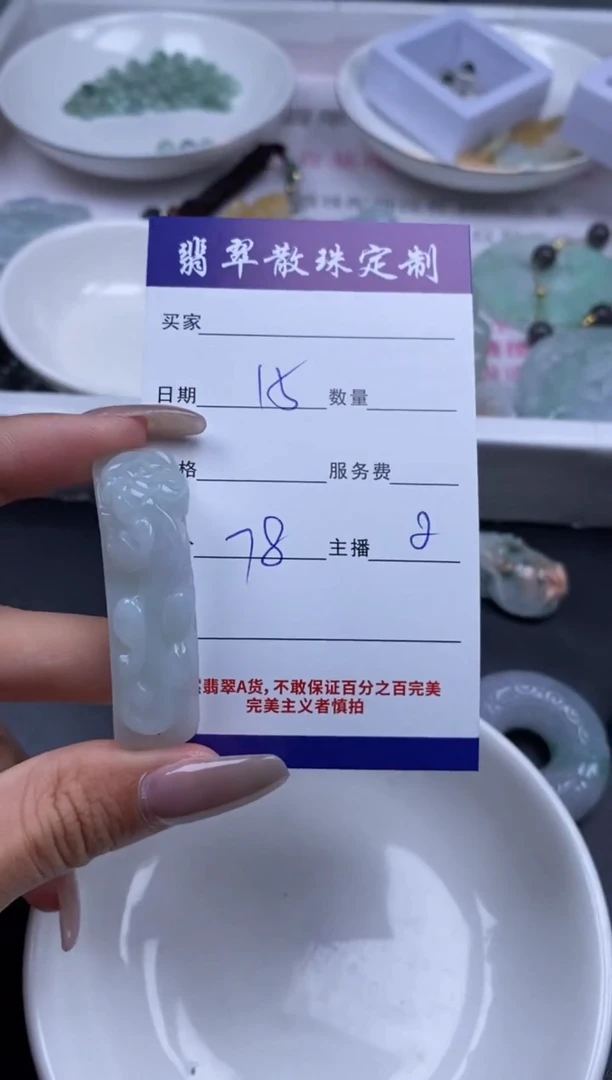 翡翠散珠定制
买家
日期 15 数量
格 服务费
78 主播 2
翡翠A货,不敢保证百分之百完美
完美主义者慎拍